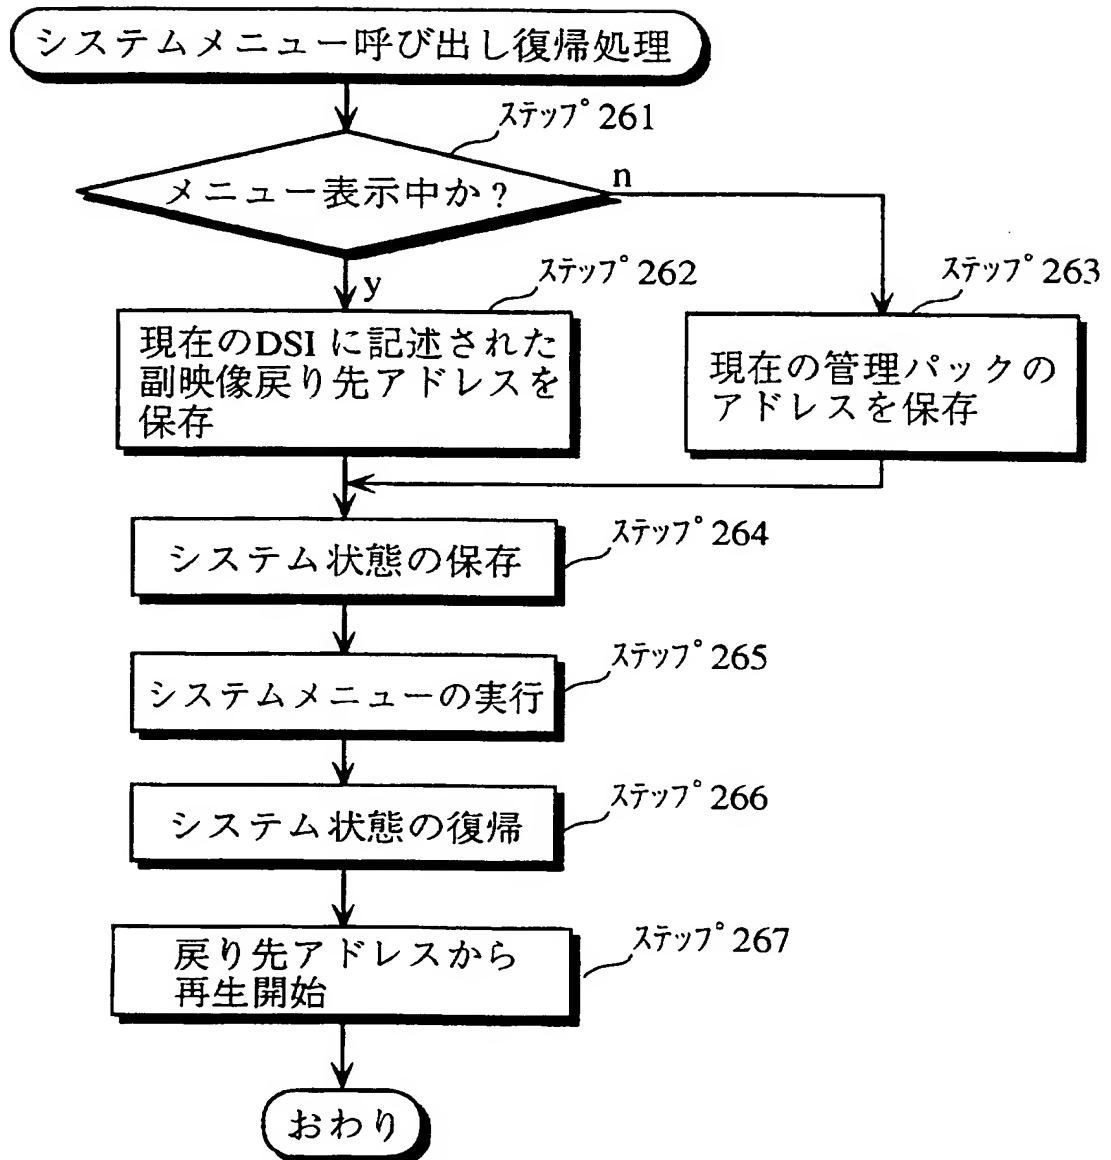 システムメニュー呼び出し復帰処理
ステップ261
メニュー表示中か?
n
y
ステップ262
ステップ263
現在のDSIに記述された
副映像戻り先アドレスを
保存
現在の管理パックの
アドレスを保存
システム状態の保存
ステップ264
システムメニューの実行
ステップ265
システム状態の復帰
ステップ266
戻り先アドレスから
再生開始
ステップ267
おわり